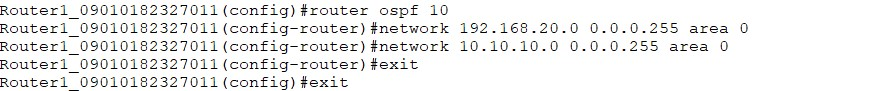 Router1_09010182327011(config)#router ospf 10
Router1_09010182327011(config-router)#network 192.168.20.0 0.0.0.255 area 0
Router1_09010182327011(config-router)#network 10.10.10.0 0.0.0.255 area 0
Router1_09010182327011(config-router)#exit
Router1_09010182327011(config)#exit